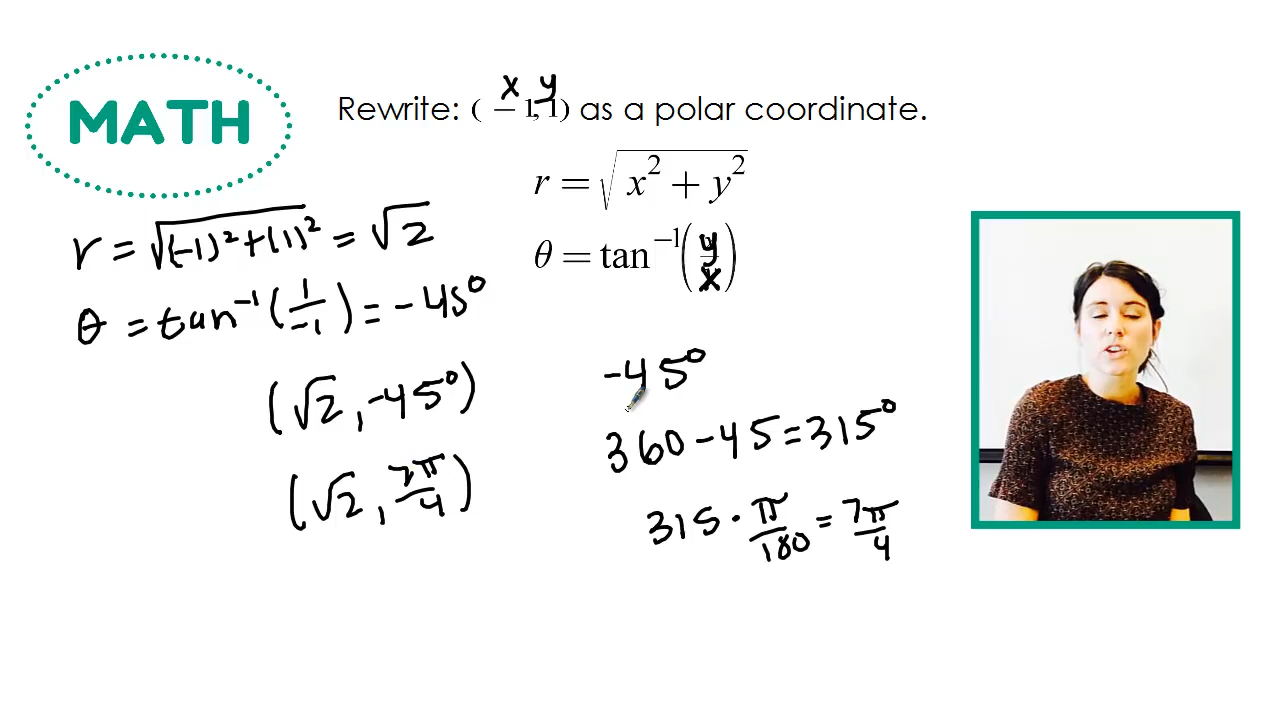 MATH
x y
Rewrite: ( − 1, 1) as a polar coordinate.
r = √x² + y²
θ = tan⁻¹(y/x)
r = √(-1)² + (1)² = √2
θ = tan⁻¹(1/-1) = -45°
(√2, -45°)
(√2, 7π/4)
-45°
360 - 45 = 315°
315 · π/180 = 7π/4